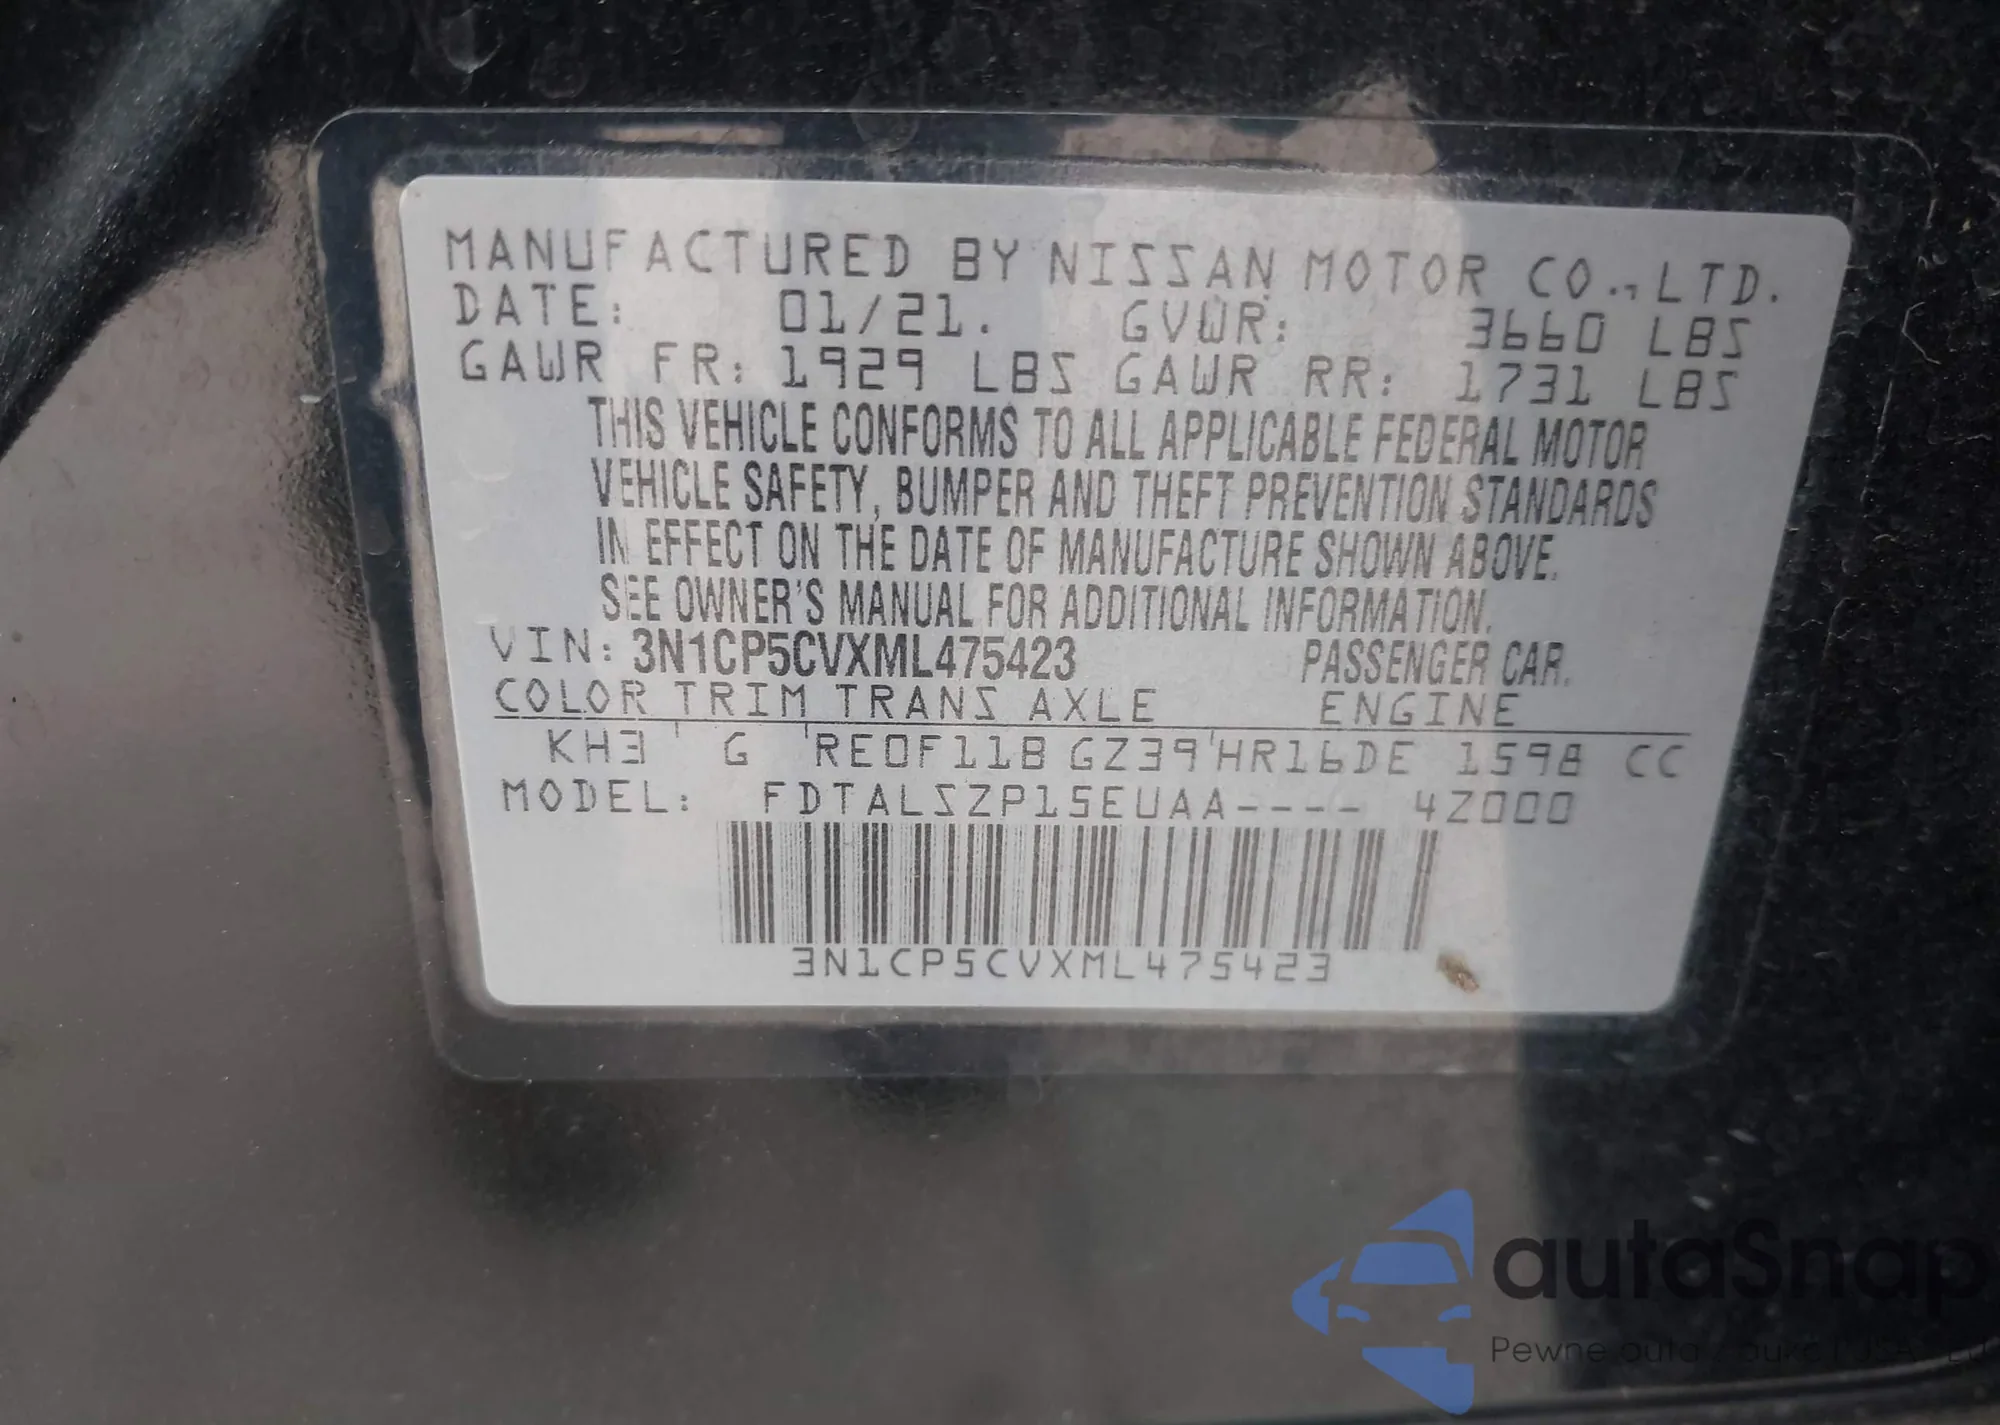 MANUFACTURED BY NISSAN MOTOR CO., LTD.
DATE: 01/21. GVWR: 3660 LBS
GAWR FR: 1929 LBS GAWR RR: 1731 LBS
THIS VEHICLE CONFORMS TO ALL APPLICABLE FEDERAL MOTOR
VEHICLE SAFETY, BUMPER AND THEFT PREVENTION STANDARDS
IN EFFECT ON THE DATE OF MANUFACTURE SHOWN ABOVE.
SEE OWNER'S MANUAL FOR ADDITIONAL INFORMATION.
VIN: 3N1CP5CVXML475423 PASSENGER CAR.
COLOR TRIM TRANS AXLE ENGINE
KH3 ' G 'RE0F11B GZ39'HR16DE 1598 CC
MODEL: FDTALSZP15EUAA---- 4Z000
3N1CP5CVXML475423
autaSnap
Pewne auta